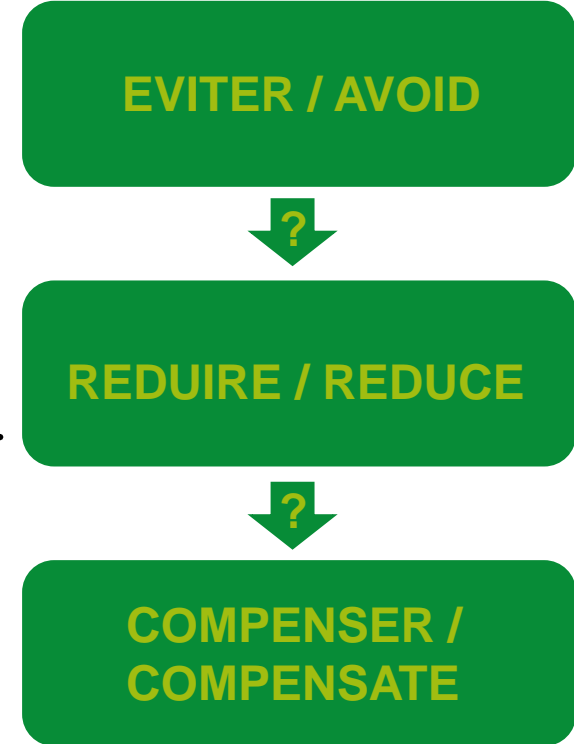 EVITER / AVOID
?
REDUIRE / REDUCE
.
?
COMPENSER /
COMPENSATE